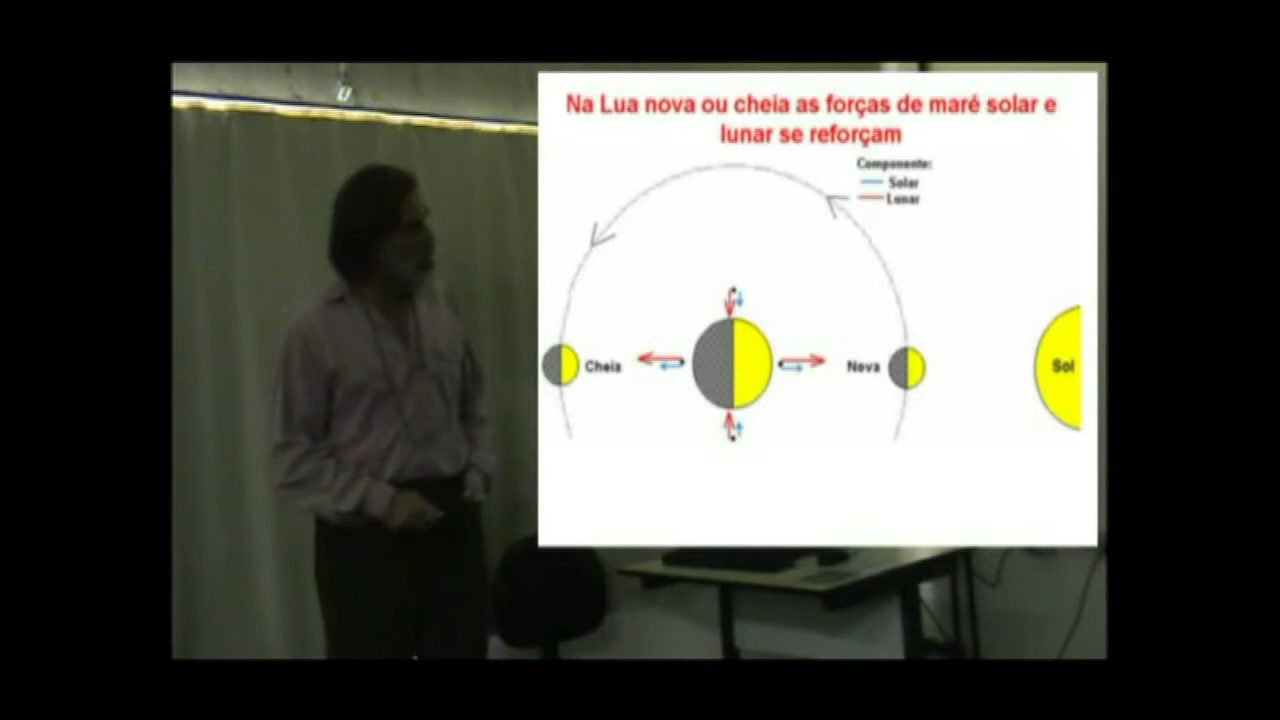 Na Lua nova ou cheia as forças de maré solar e
lunar se reforçam
Componente:
Solar
Lunar
Cheia
Nova
Sol